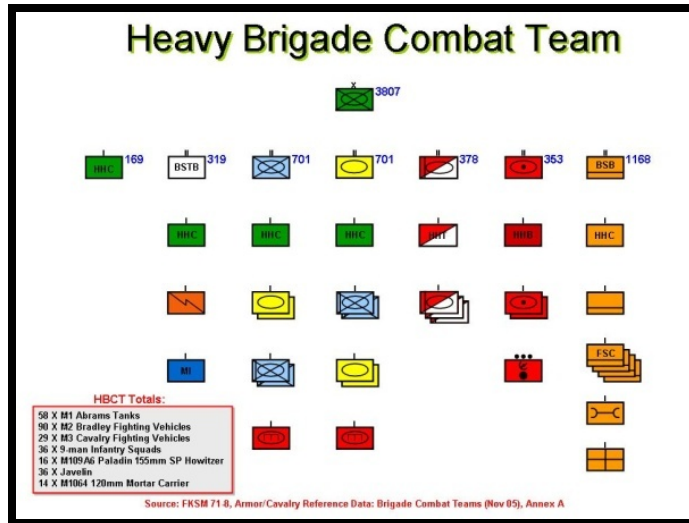 Heavy Brigade Combat Team
3807
HHC 169 BSTB 319 701 701 378 353 BSB 1168
HHC HHC HHC HHT HHB HHC
MI FSC
HBCT Totals:
58 X M1 Abrams Tanks
90 X M2 Bradley Fighting Vehicles
29 X M3 Cavalry Fighting Vehicles
36 X 9-man Infantry Squads
16 X M109A6 Paladin 155mm SP Howitzer
36 X Javelin
14 X M1064 120mm Mortar Carrier
Source: FKSM 71-8, Armor/Cavalry Reference Data: Brigade Combat Teams (Nov 05), Annex A